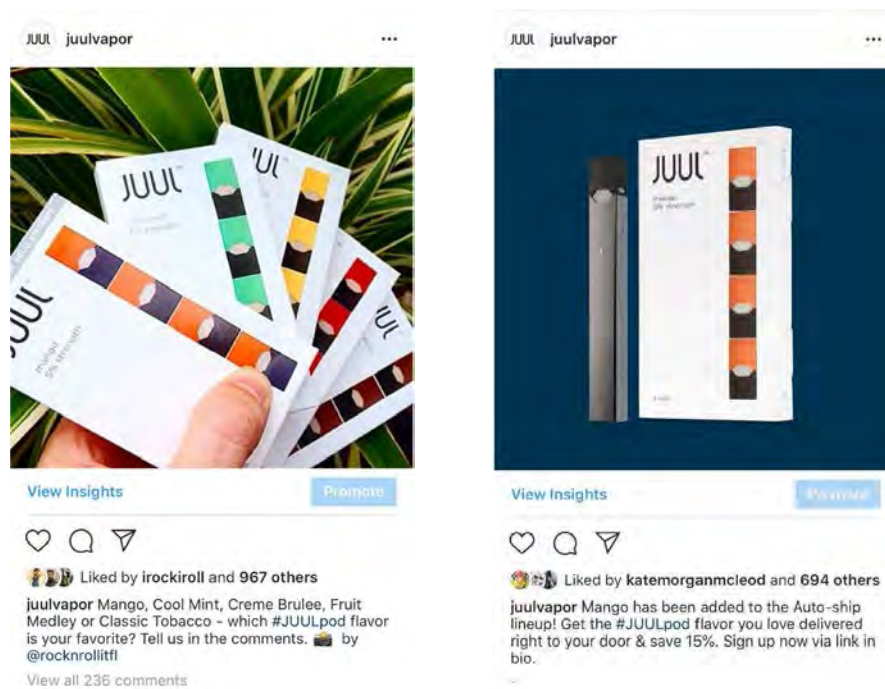 JUUL juulvapor
JUUL
JUUL
JUUL
mango
5% strength
JUUL
View Insights
Promote
Liked by irockiroll and 967 others
juulvapor Mango, Cool Mint, Creme Brulee, Fruit
Medley or Classic Tobacco - which #JUULpod flavor
is your favorite? Tell us in the comments. 📸 by
@rocknrollitfl
View all 236 comments
JUUL juulvapor
JUUL
mango
5% strength
View Insights
Promote
Liked by katemorganmcleod and 694 others
juulvapor Mango has been added to the Auto-ship
lineup! Get the #JUULpod flavor you love delivered
right to your door & save 15%. Sign up now via link in
bio.